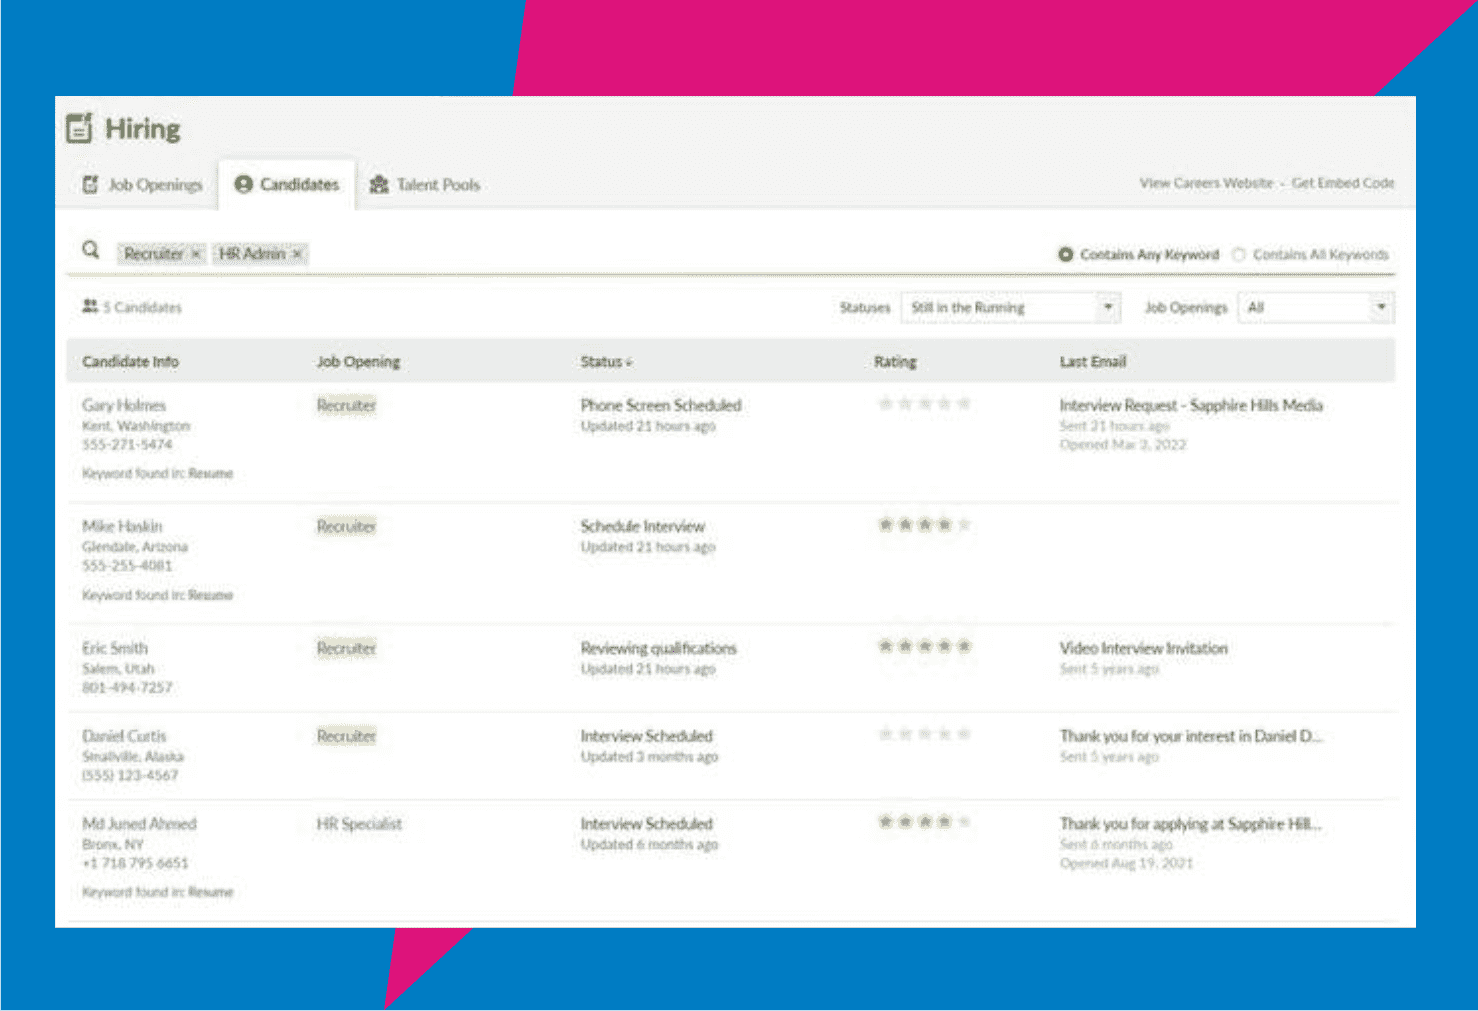 Hiring
Job Openings Candidates Talent Pools View Careers Website - Get Embed Code
Recruiter × HR Admin × Contains Any Keyword Contains All Keywords
5 Candidates Statuses Still in the Running Job Openings All
Candidate Info Job Opening Status ↓ Rating Last Email
Gary Holmes Recruiter Phone Screen Scheduled Interview Request - Sapphire Hills Media
Kent, Washington Updated 21 hours ago Sent 21 hours ago
555-271-5474 Opened Mar 3, 2022
Keyword found in: Resume
Mike Haskin Recruiter Schedule Interview
Glendale, Arizona Updated 21 hours ago
555-255-4081
Keyword found in: Resume
Eric Smith Recruiter Reviewing qualifications Video Interview Invitation
Salem, Utah Updated 21 hours ago Sent 5 years ago
801-494-7257
Daniel Curtis Recruiter Interview Scheduled Thank you for your interest in Daniel D...
Smallville, Alaska Updated 3 months ago Sent 5 years ago
(555) 123-4567
Md Juned Ahmed HR Specialist Interview Scheduled Thank you for applying at Sapphire Hill...
Bronx, NY Updated 6 months ago Sent 6 months ago
+1 718 795 6651 Opened Aug 19, 2021
Keyword found in: Resume